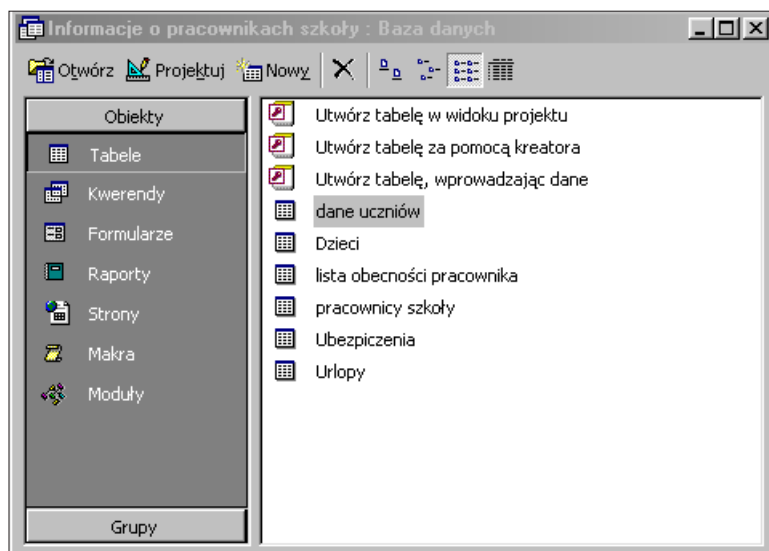 Informacje o pracownikach szkoły : Baza danych
Otwórz Projektuj Nowy
Obiekty
Tabele
Kwerendy
Formularze
Raporty
Strony
Makra
Moduły
Grupy
Utwórz tabelę w widoku projektu
Utwórz tabelę za pomocą kreatora
Utwórz tabelę, wprowadzając dane
dane uczniów
Dzieci
lista obecności pracownika
pracownicy szkoły
Ubezpiczenia
Urlopy